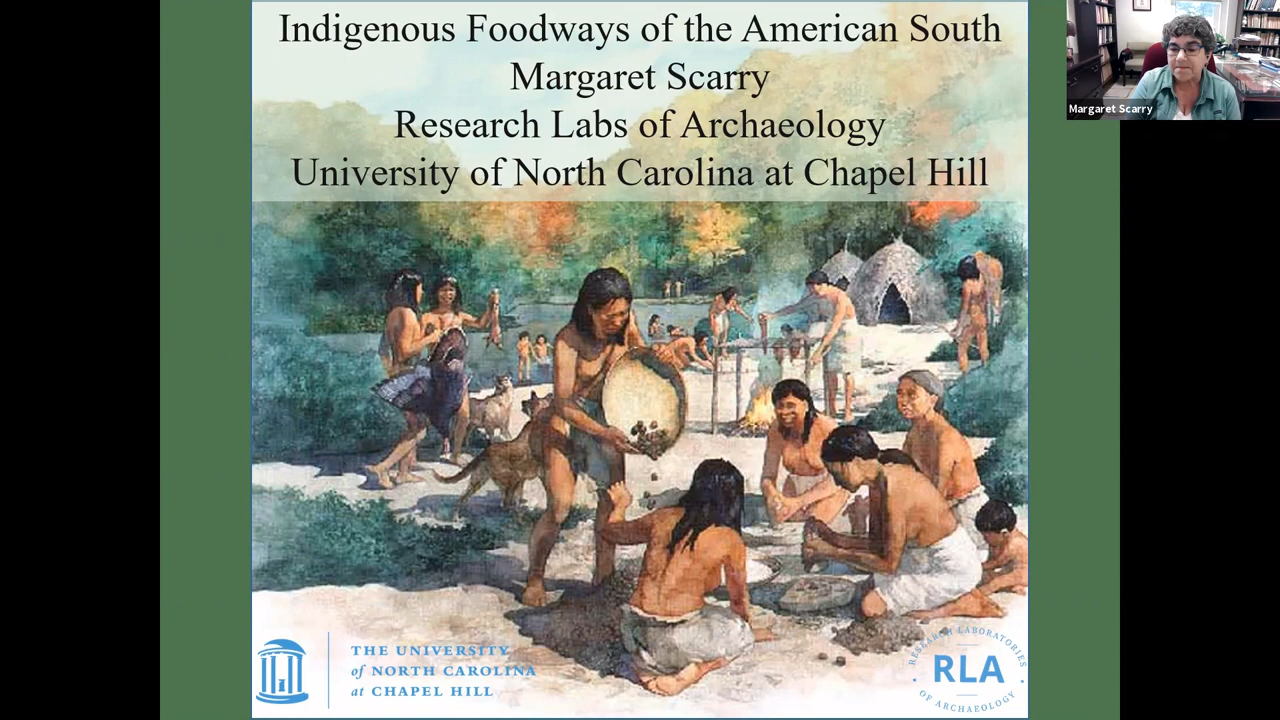 Indigenous Foodways of the American South
Margaret Scarry
Research Labs of Archaeology
University of North Carolina at Chapel Hill
Margaret Scarry
THE UNIVERSITY
of NORTH CAROLINA
at CHAPEL HILL
RESEARCH LABORATORIES
RLA
OF ARCHAEOLOGY